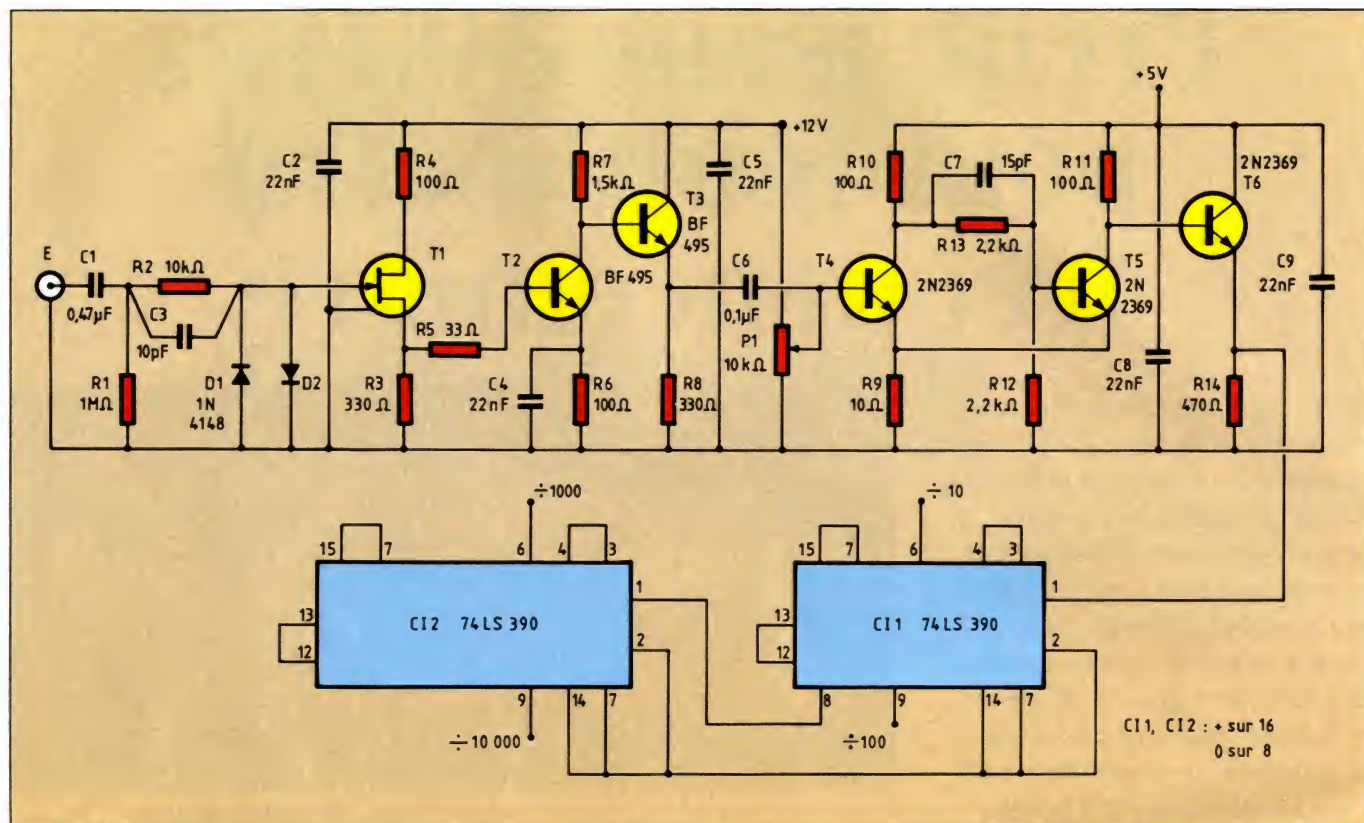 +5V
+12V
E
C1
0,47µF
R2 10kΩ
C3
10pF
R1
1MΩ
D1
1N
4148
D2
C2
22nF
R4
100Ω
T1
R5 33Ω
R3
330Ω
T2
BF 495
C4
22nF
R6
100Ω
R7
1,5kΩ
T3
BF
495
R8
330Ω
C5
22nF
C6
0,1µF
P1
10 kΩ
T4
2N2369
R10
100Ω
C7 15pF
R13 2,2kΩ
R9
10Ω
R12
2,2kΩ
R11
100Ω
T5
2N
2369
2N2369
T6
C8
22nF
R14
470Ω
C9
22nF
÷1000
15 7 6 4 3
13
12
CI2 74LS 390
1
2
9 14 7
÷10 000
÷ 10
15 7 6 4 3
13
12
CI1 74LS 390
1
2
8 9 14 7
÷100
CI1, CI2 : + sur 16
0 sur 8